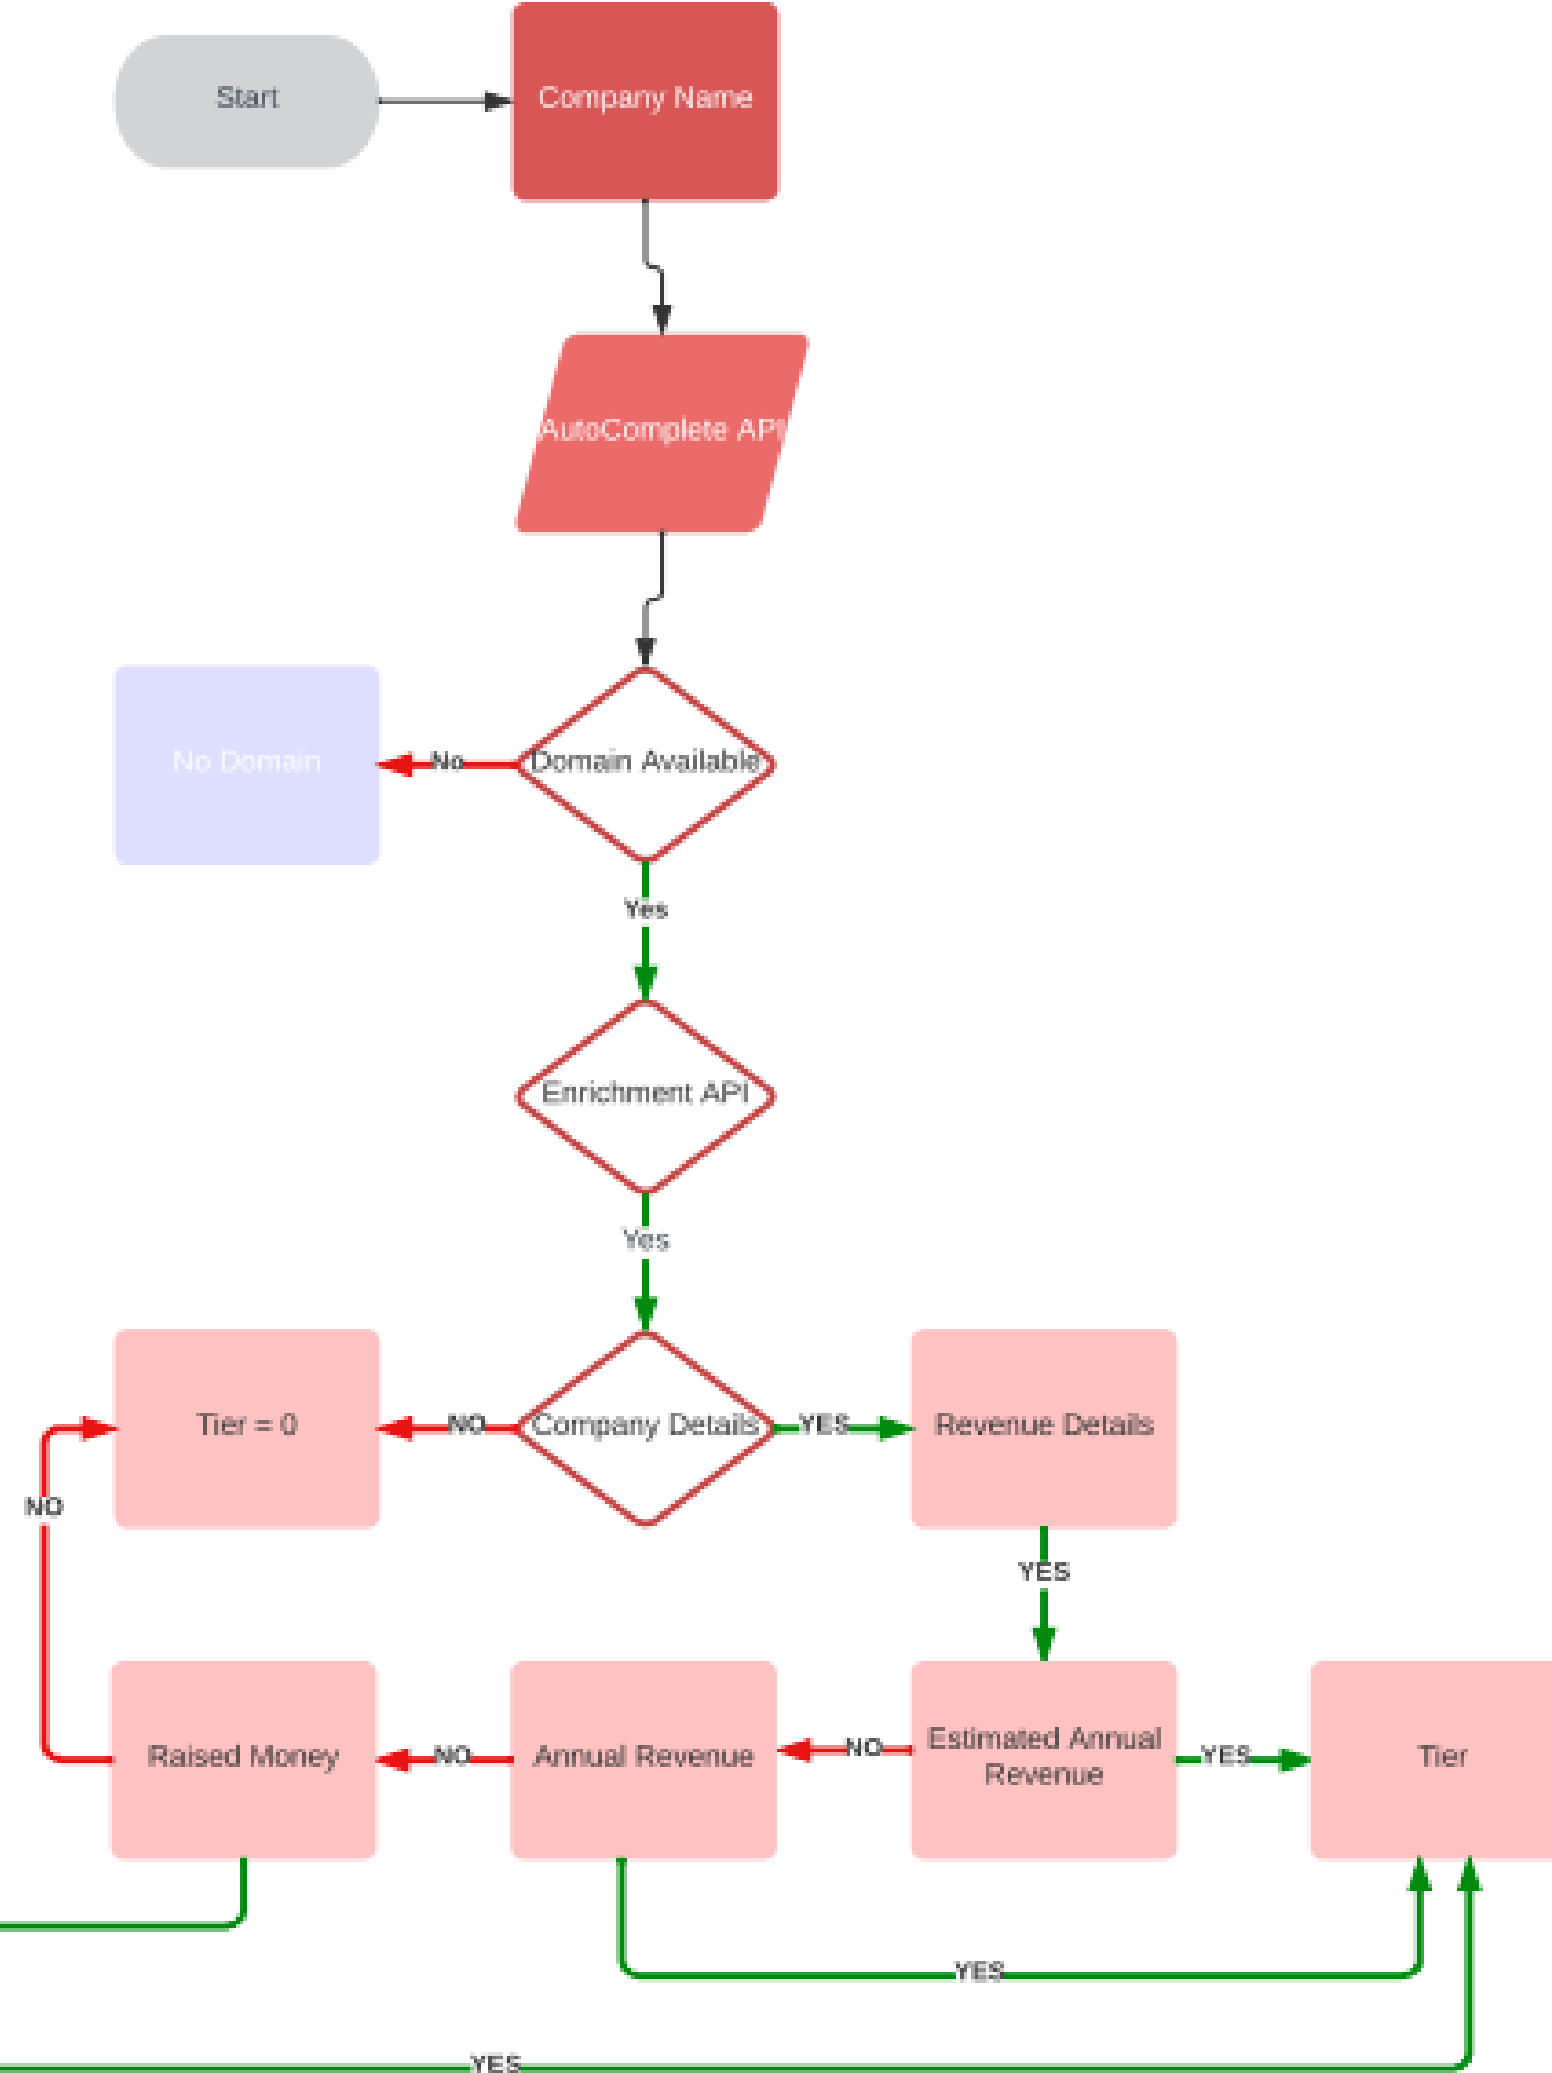 Start
Company Name
AutoComplete API
No Domain
No
Domain Available
Yes
Enrichment API
Yes
Tier = 0
NO
Company Details
YES
Revenue Details
NO
YES
Raised Money
NO
Annual Revenue
NO
Estimated Annual
Revenue
YES
Tier
YES
YES